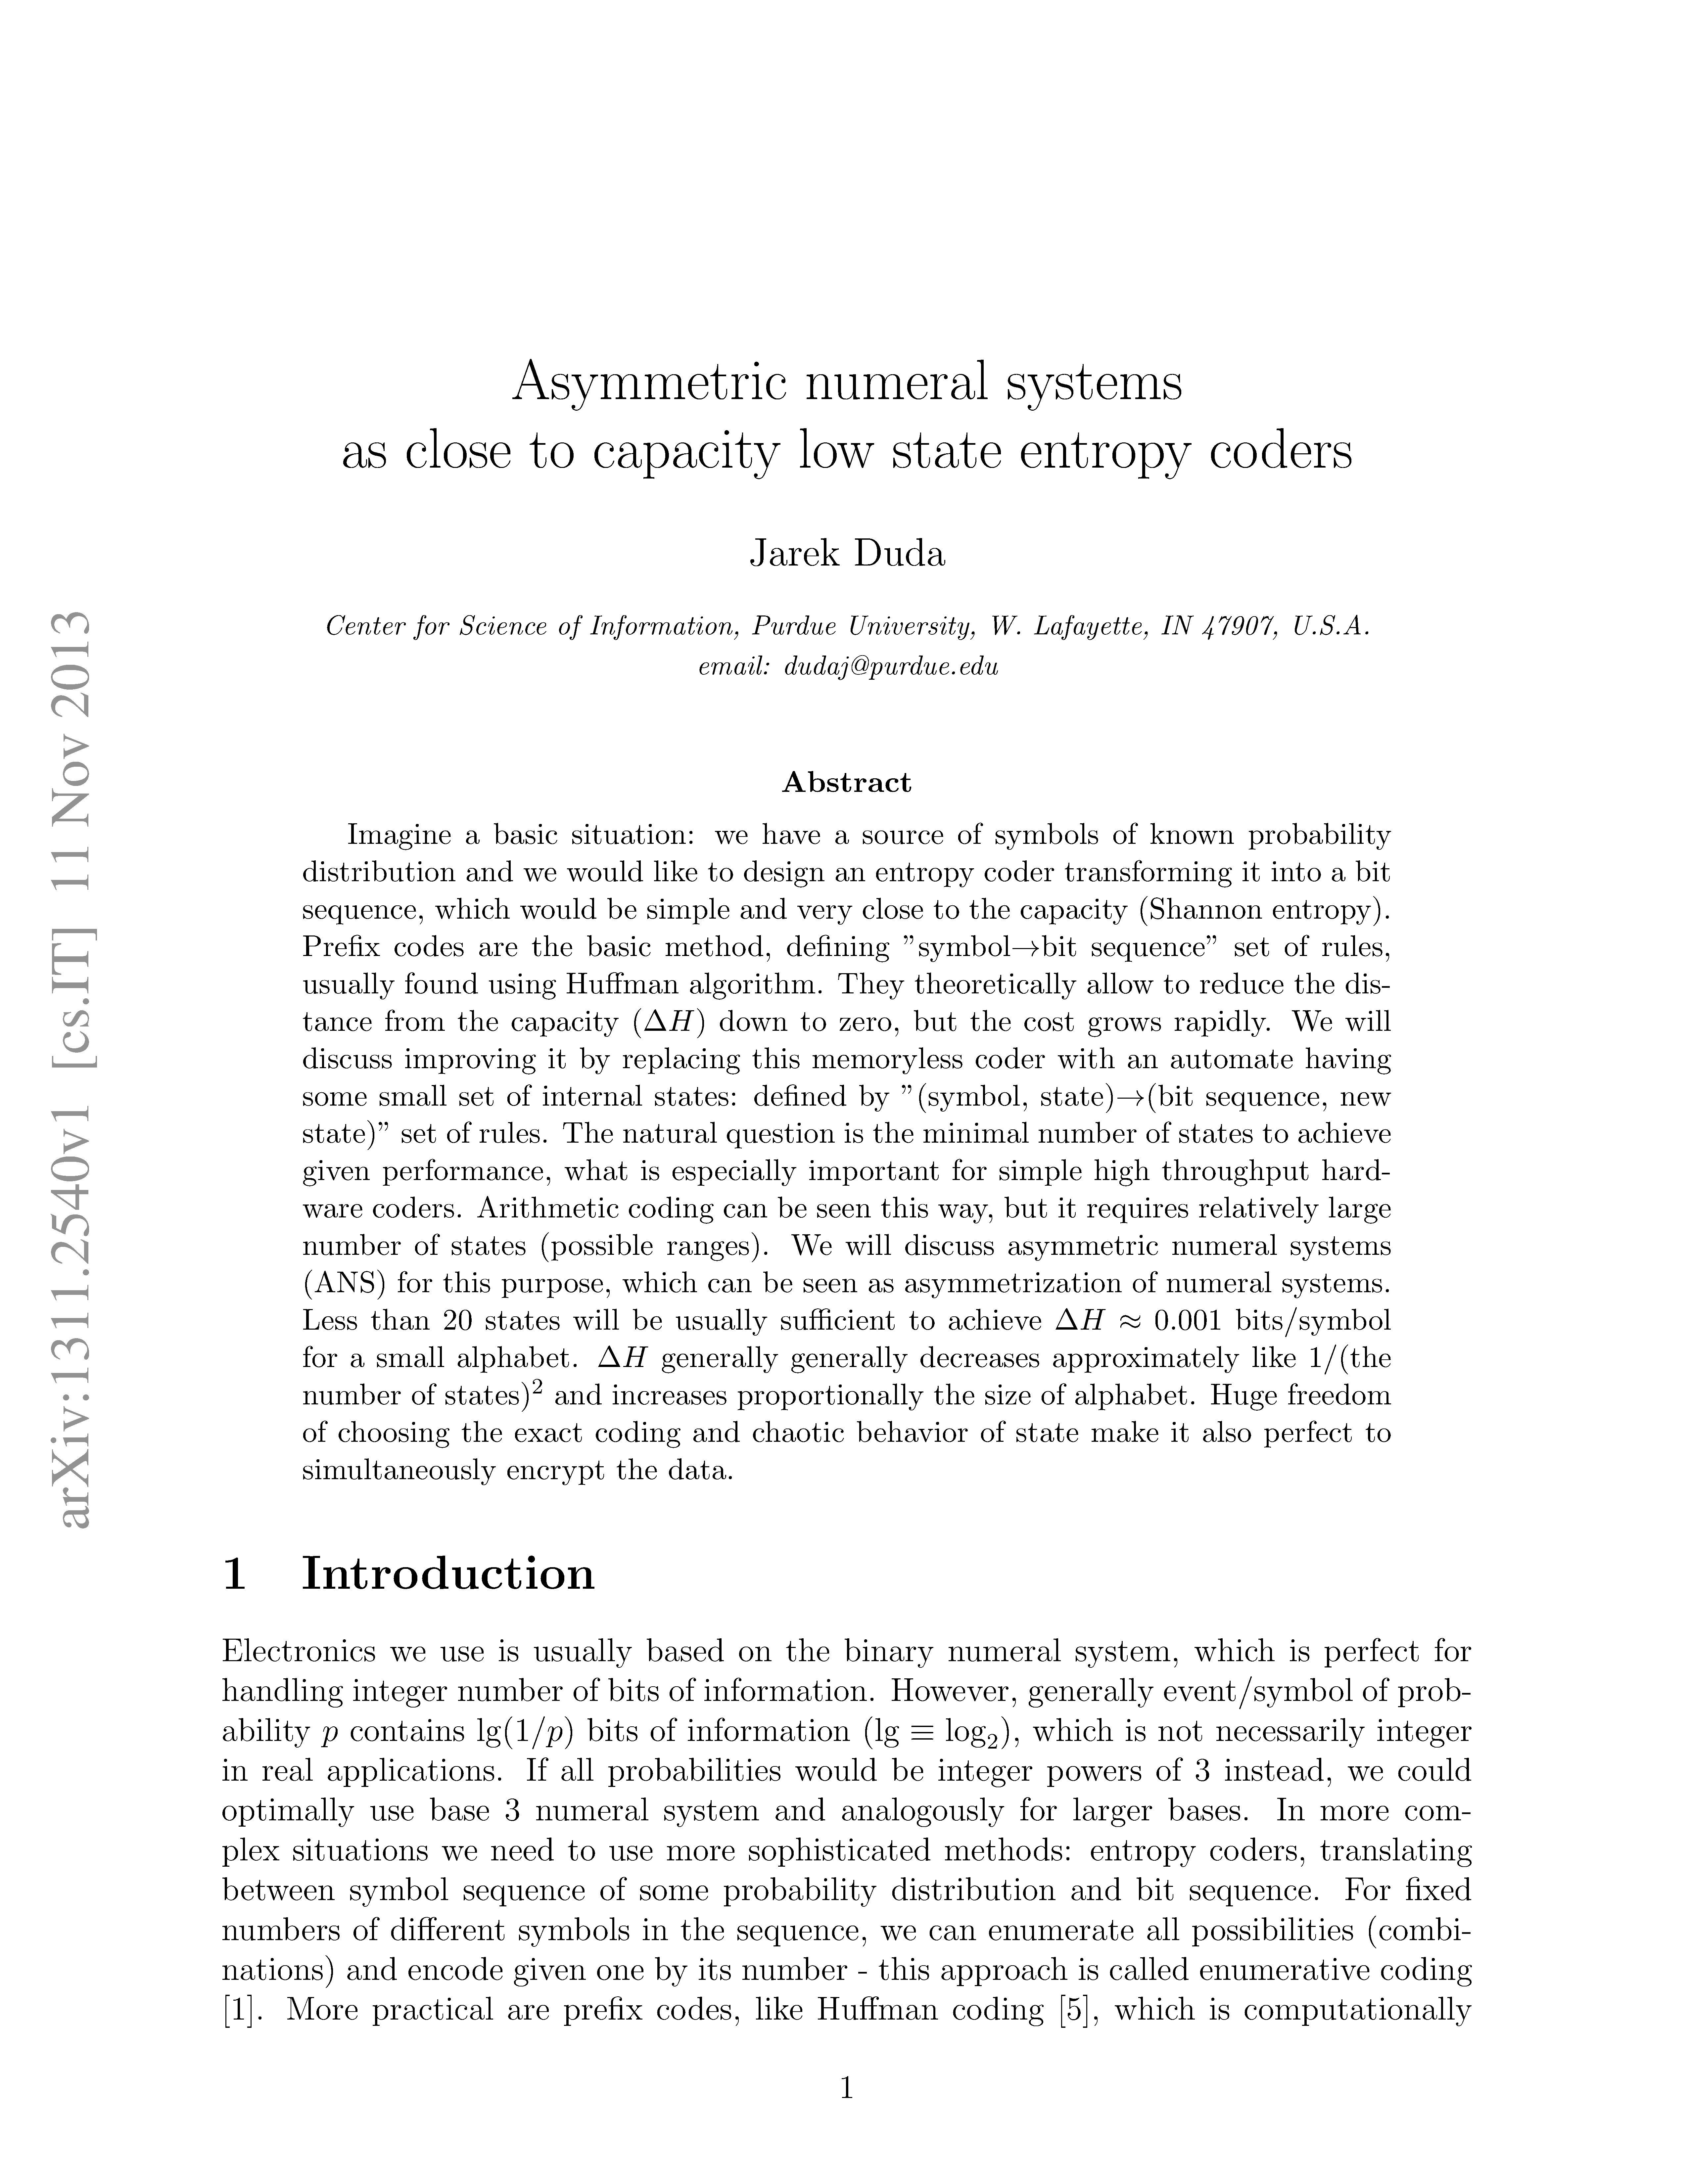 arXiv:1311.2540v1 [cs.IT] 11 Nov 2013
Asymmetric numeral systems
as close to capacity low state entropy coders
Jarek Duda
Center for Science of Information, Purdue University, W. Lafayette, IN 47907, U.S.A.
email: dudaj@purdue.edu
Abstract
Imagine a basic situation: we have a source of symbols of known probability
distribution and we would like to design an entropy coder transforming it into a bit
sequence, which would be simple and very close to the capacity (Shannon entropy).
Prefix codes are the basic method, defining ”symbol→bit sequence” set of rules,
usually found using Huffman algorithm. They theoretically allow to reduce the dis-
tance from the capacity (ΔH) down to zero, but the cost grows rapidly. We will
discuss improving it by replacing this memoryless coder with an automate having
some small set of internal states: defined by ”(symbol, state)→(bit sequence, new
state)” set of rules. The natural question is the minimal number of states to achieve
given performance, what is especially important for simple high throughput hard-
ware coders. Arithmetic coding can be seen this way, but it requires relatively large
number of states (possible ranges). We will discuss asymmetric numeral systems
(ANS) for this purpose, which can be seen as asymmetrization of numeral systems.
Less than 20 states will be usually sufficient to achieve ΔH ≈ 0.001 bits/symbol
for a small alphabet. ΔH generally generally decreases approximately like 1/(the
number of states)² and increases proportionally the size of alphabet. Huge freedom
of choosing the exact coding and chaotic behavior of state make it also perfect to
simultaneously encrypt the data.
1 Introduction
Electronics we use is usually based on the binary numeral system, which is perfect for
handling integer number of bits of information. However, generally event/symbol of prob-
ability p contains lg(1/p) bits of information (lg ≡ log₂), which is not necessarily integer
in real applications. If all probabilities would be integer powers of 3 instead, we could
optimally use base 3 numeral system and analogously for larger bases. In more com-
plex situations we need to use more sophisticated methods: entropy coders, translating
between symbol sequence of some probability distribution and bit sequence. For fixed
numbers of different symbols in the sequence, we can enumerate all possibilities (combi-
nations) and encode given one by its number - this approach is called enumerative coding
[1]. More practical are prefix codes, like Huffman coding [5], which is computationally
1